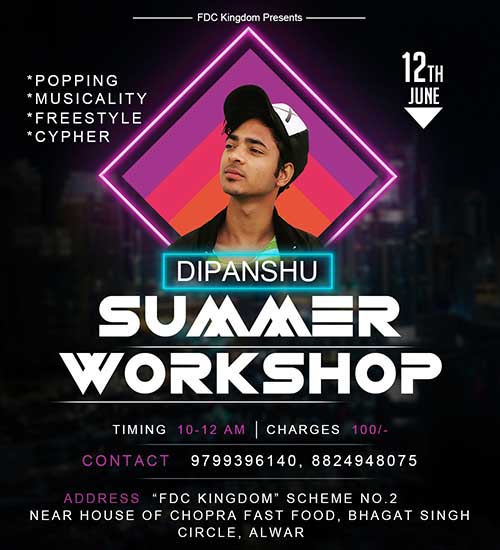 FDC Kingdom Presents
*POPPING
*MUSICALITY
*FREESTYLE
*CYPHER
12TH
JUNE
DIPANSHU
SUMMER
WORKSHOP
TIMING 10-12 AM | CHARGES 100/-
CONTACT 9799396140, 8824948075
ADDRESS “FDC KINGDOM” SCHEME NO.2
NEAR HOUSE OF CHOPRA FAST FOOD, BHAGAT SINGH
CIRCLE, ALWAR